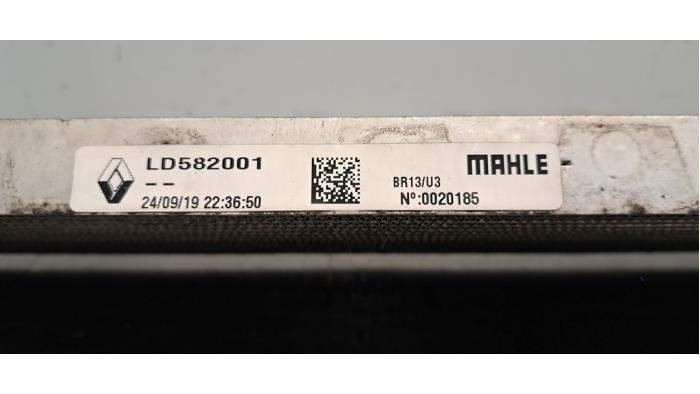 LD582001
--
24/09/19 22:36:50
BR13/U3
Nº:0020185
MAHLE